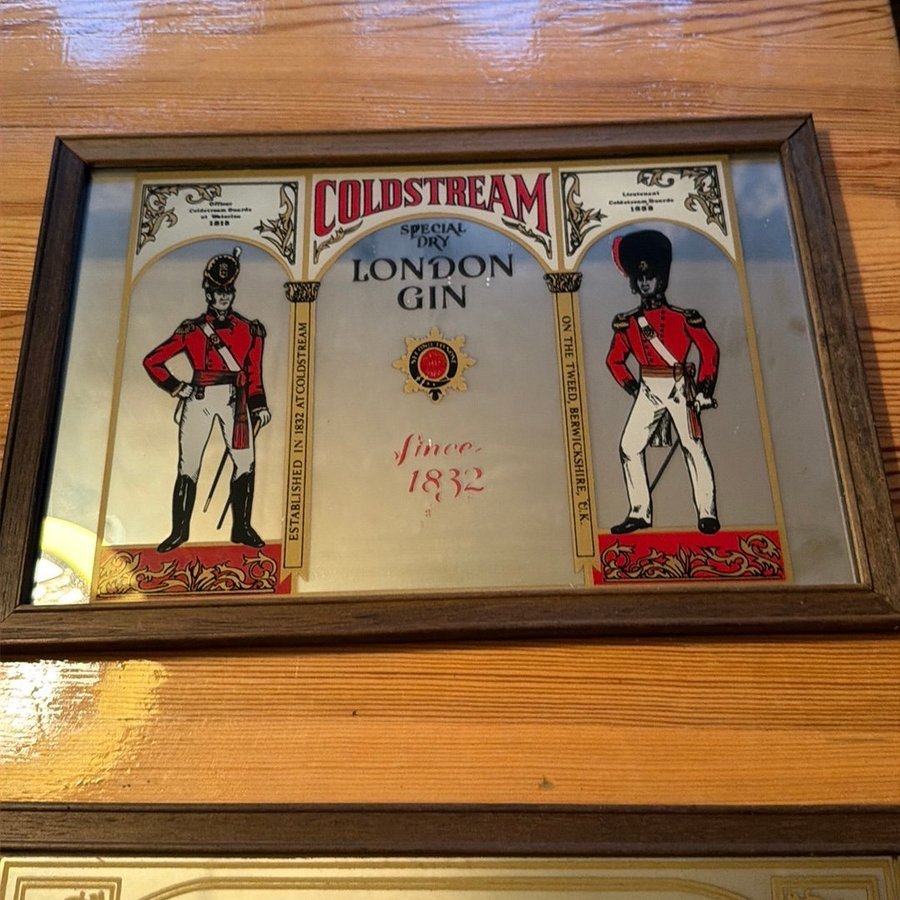 Officer
Coldstream Guards
at Waterloo
1815
COLDSTREAM
SPECIAL
DRY
LONDON
GIN
Since
1832
ESTABLISHED IN 1832 AT COLDSTREAM
ON THE TWEED, BERWICKSHIRE, U.K.
Lieutenant
Coldstream Guards